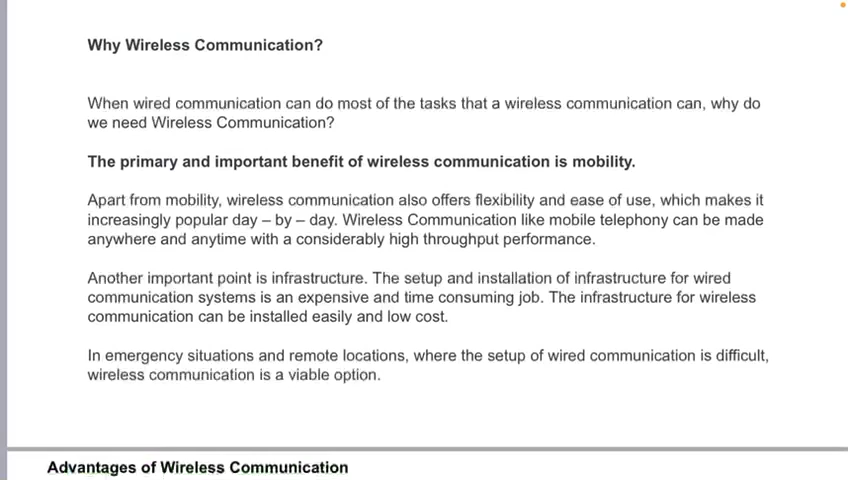 Why Wireless Communication?
When wired communication can do most of the tasks that a wireless communication can, why do
we need Wireless Communication?
The primary and important benefit of wireless communication is mobility.
Apart from mobility, wireless communication also offers flexibility and ease of use, which makes it
increasingly popular day – by – day. Wireless Communication like mobile telephony can be made
anywhere and anytime with a considerably high throughput performance.
Another important point is infrastructure. The setup and installation of infrastructure for wired
communication systems is an expensive and time consuming job. The infrastructure for wireless
communication can be installed easily and low cost.
In emergency situations and remote locations, where the setup of wired communication is difficult,
wireless communication is a viable option.
Advantages of Wireless Communication